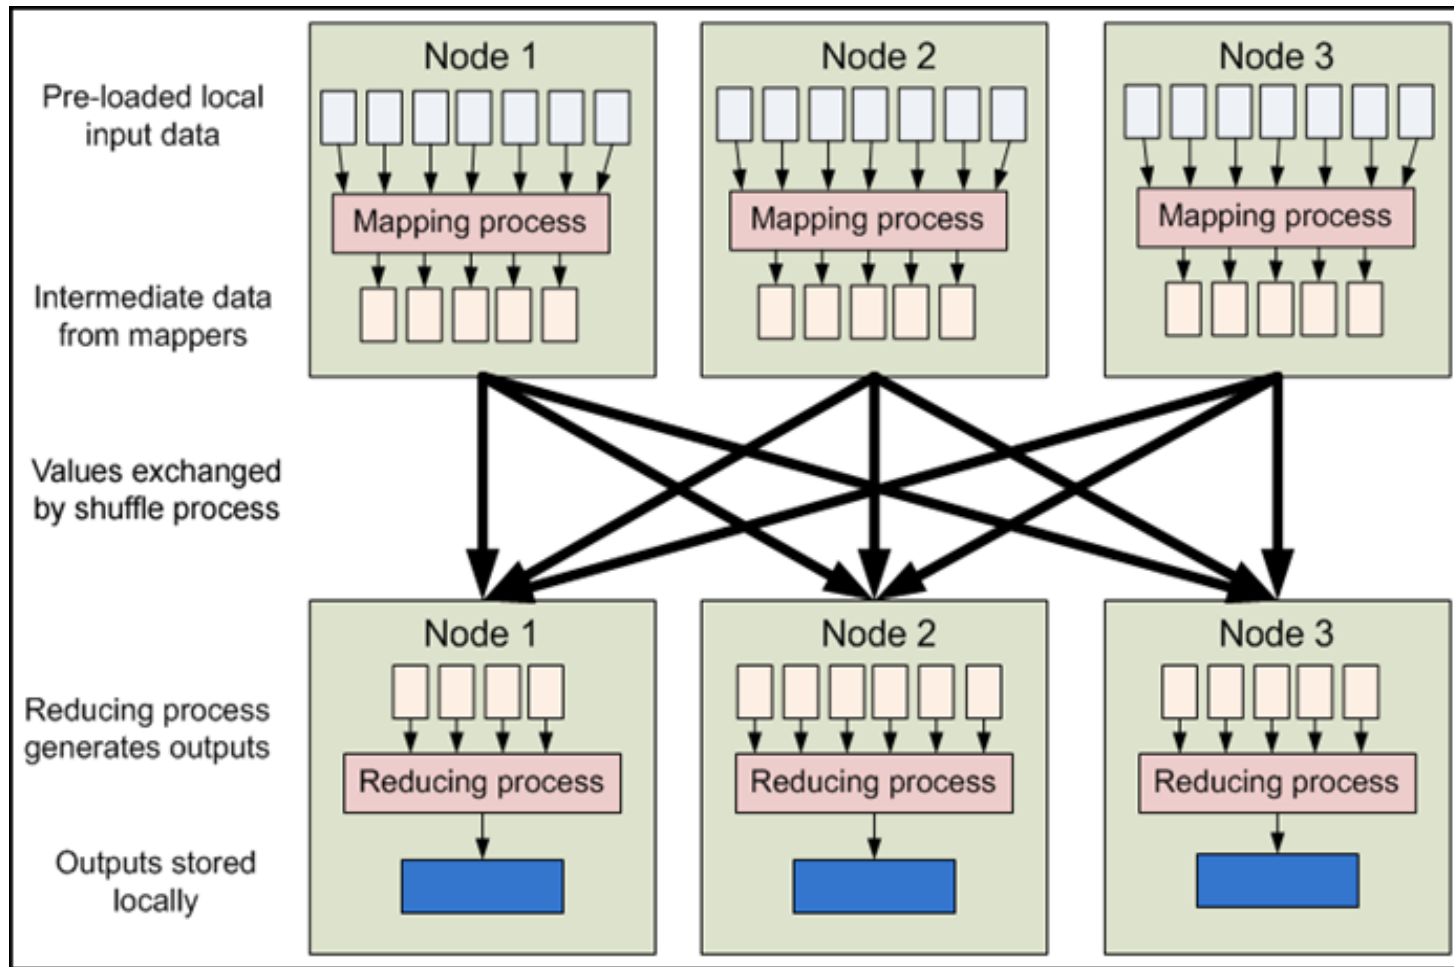 Node 1
Node 2
Node 3
Pre-loaded local
input data
Mapping process
Mapping process
Mapping process
Intermediate data
from mappers
Values exchanged
by shuffle process
Node 1
Node 2
Node 3
Reducing process
generates outputs
Reducing process
Reducing process
Reducing process
Outputs stored
locally